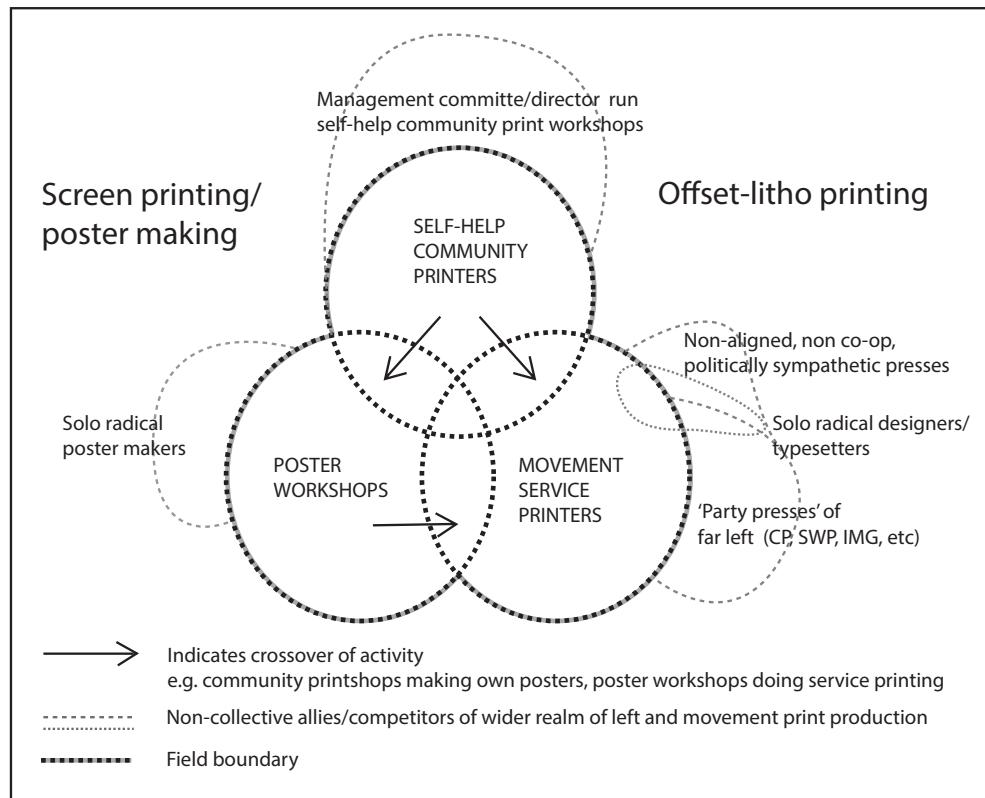 Management committe/director run
self-help community print workshops
Screen printing/
poster making
Offset-litho printing
SELF-HELP
COMMUNITY
PRINTERS
Non-aligned, non co-op,
politically sympathetic presses
Solo radical
poster makers
Solo radical designers/
typesetters
POSTER
WORKSHOPS
MOVEMENT
SERVICE
PRINTERS
‘Party presses’ of
far left (CP, SWP, IMG, etc)
Indicates crossover of activity
e.g. community printshops making own posters, poster workshops doing service printing
Non-collective allies/competitors of wider realm of left and movement print production
Field boundary